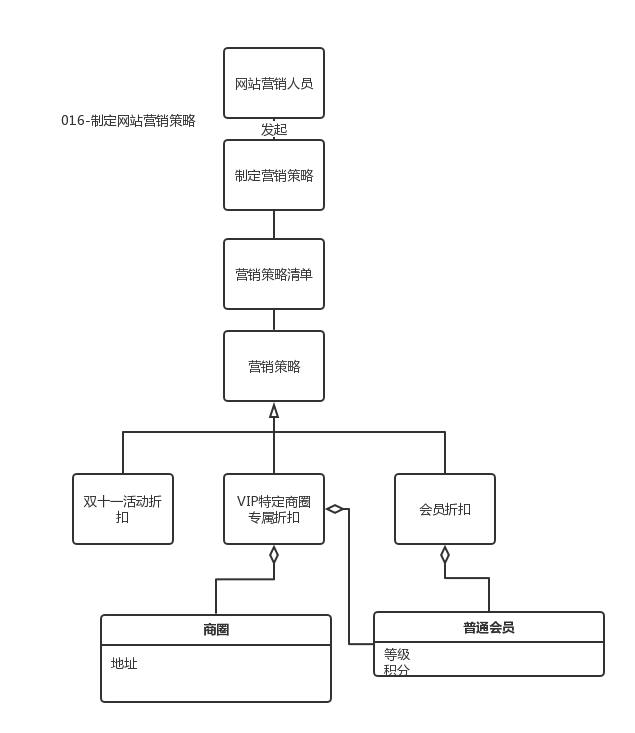 网站营销人员
016-制定网站营销策略
发起
制定营销策略
营销策略清单
营销策略
双十一活动折
扣
VIP特定商圈
专属折扣
会员折扣
商圈
地址
普通会员
等级
积分